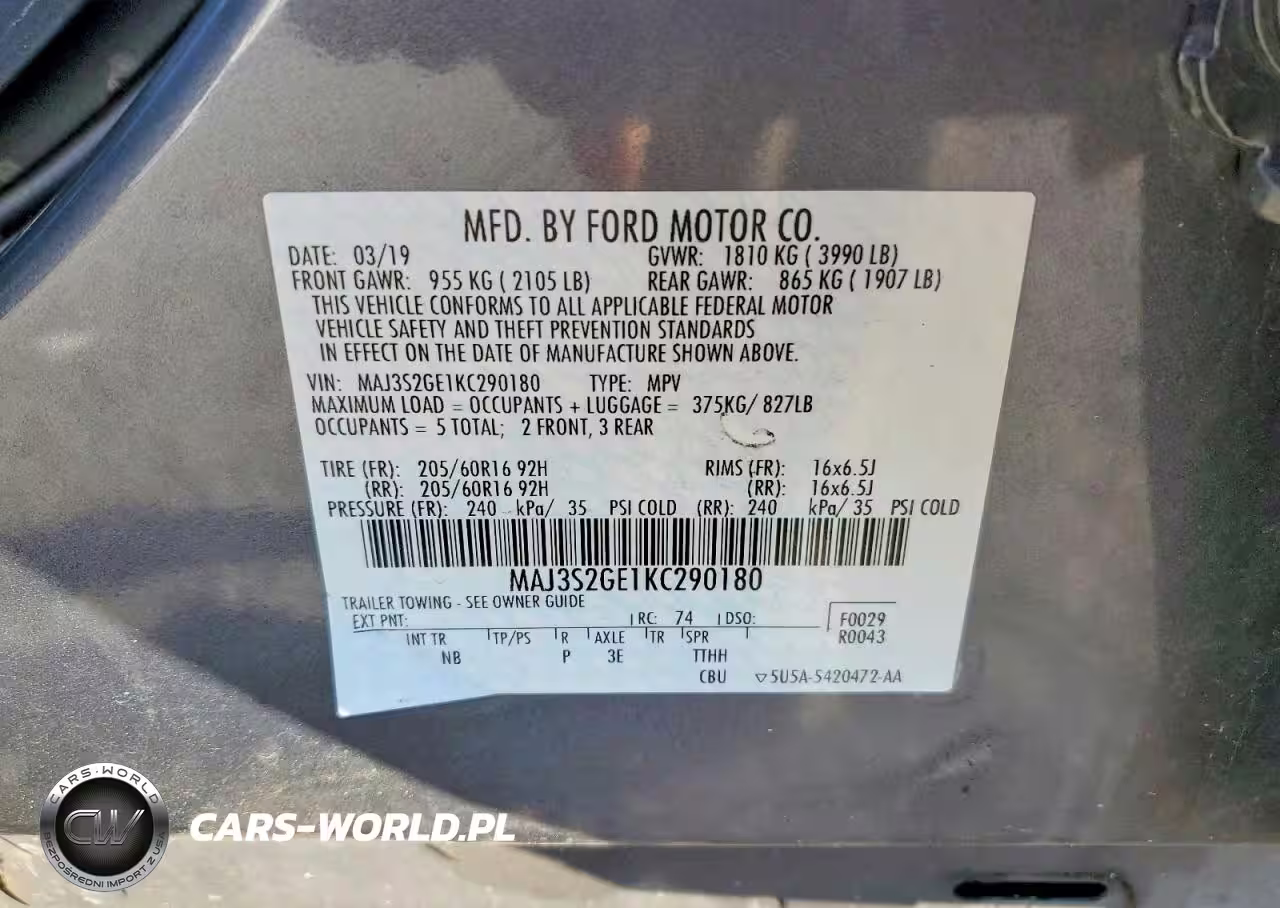 MFD. BY FORD MOTOR CO.
DATE: 03/19 GVWR: 1810 KG ( 3990 LB)
FRONT GAWR: 955 KG ( 2105 LB) REAR GAWR: 865 KG ( 1907 LB)
THIS VEHICLE CONFORMS TO ALL APPLICABLE FEDERAL MOTOR
VEHICLE SAFETY AND THEFT PREVENTION STANDARDS
IN EFFECT ON THE DATE OF MANUFACTURE SHOWN ABOVE.
VIN: MAJ3S2GE1KC290180 TYPE: MPV
MAXIMUM LOAD = OCCUPANTS + LUGGAGE = 375KG/ 827LB
OCCUPANTS = 5 TOTAL; 2 FRONT, 3 REAR
TIRE (FR): 205/60R16 92H RIMS (FR): 16x6.5J
(RR): 205/60R16 92H (RR): 16x6.5J
PRESSURE (FR): 240 kPa/ 35 PSI COLD (RR): 240 kPa/ 35 PSI COLD
MAJ3S2GE1KC290180
TRAILER TOWING - SEE OWNER GUIDE
EXT PNT: RC: 74 DSO: F0029
INT TR TP/PS R AXLE TR SPR R0043
NB P 3E TTHH
CBU ▽5U5A-5420472-AA
CARS-WORLD
CW
BEZPOŚREDNI IMPORT Z USA
CARS-WORLD.PL